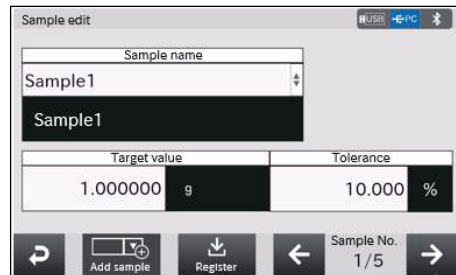 Sample edit USB PC
Sample name
Sample1
Sample1
Target value Tolerance
1.000000 g 10.000 %
Sample No.
1/5
Add sample Register